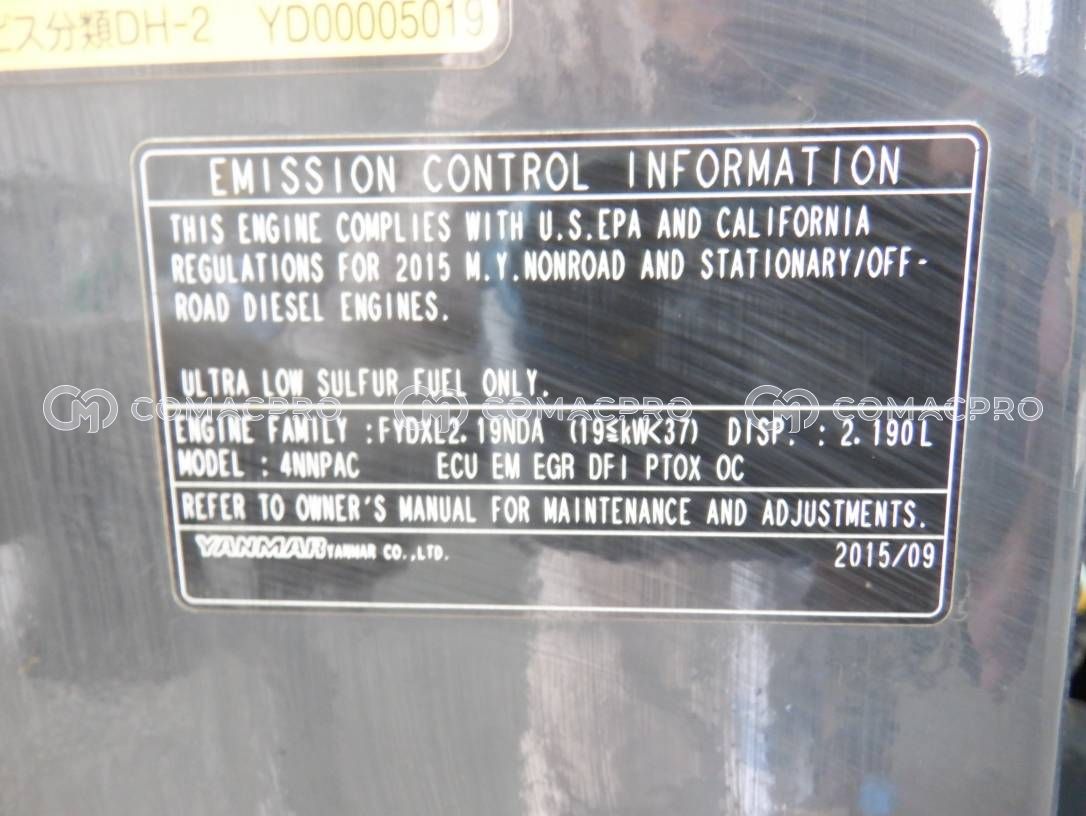 ビス分類DH-2 YD00005019
EMISSION CONTROL INFORMATION
THIS ENGINE COMPLIES WITH U.S.EPA AND CALIFORNIA
REGULATIONS FOR 2015 M.Y.NONROAD AND STATIONARY/OFF-
ROAD DIESEL ENGINES.
ULTRA LOW SULFUR FUEL ONLY.
COMACPRO COMACPRO COMACPRO
ENGINE FAMILY :FYDXL2.19NDA (19≦kW<37) DISP. : 2.190L
MODEL : 4NNPAC ECU EM EGR DFI PTOX OC
REFER TO OWNER'S MANUAL FOR MAINTENANCE AND ADJUSTMENTS.
YANMAR YANMAR CO.,LTD. 2015/09